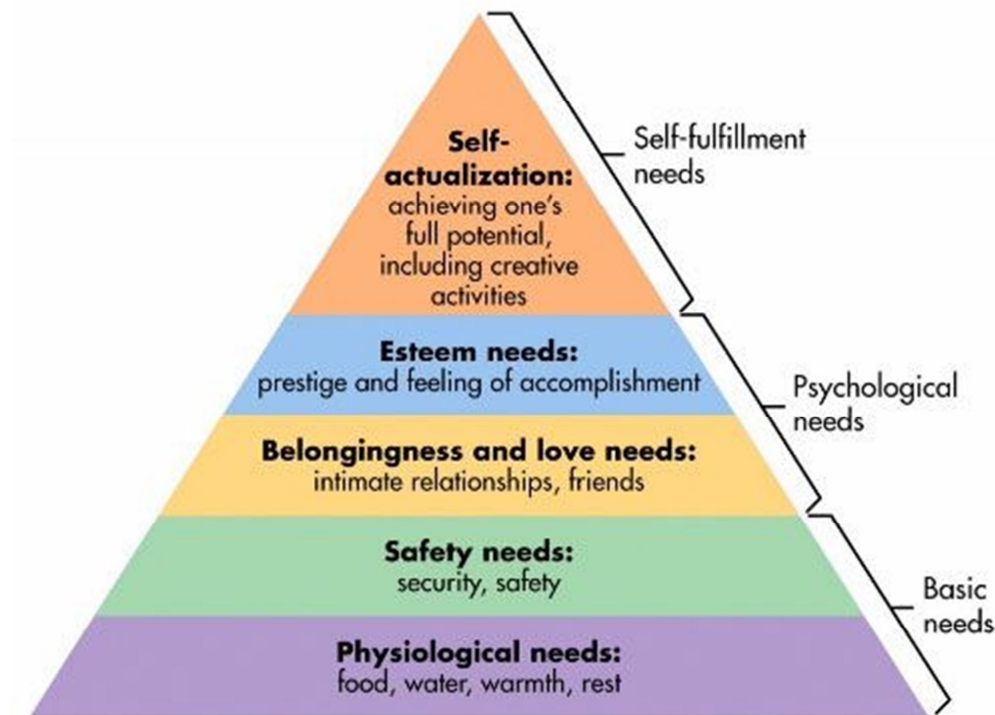 Self-
actualization:
achieving one's
full potential,
including creative
activities
Self-fulfillment
needs
Esteem needs:
prestige and feeling of accomplishment
Psychological
needs
Belongingness and love needs:
intimate relationships, friends
Safety needs:
security, safety
Basic
needs
Physiological needs:
food, water, warmth, rest